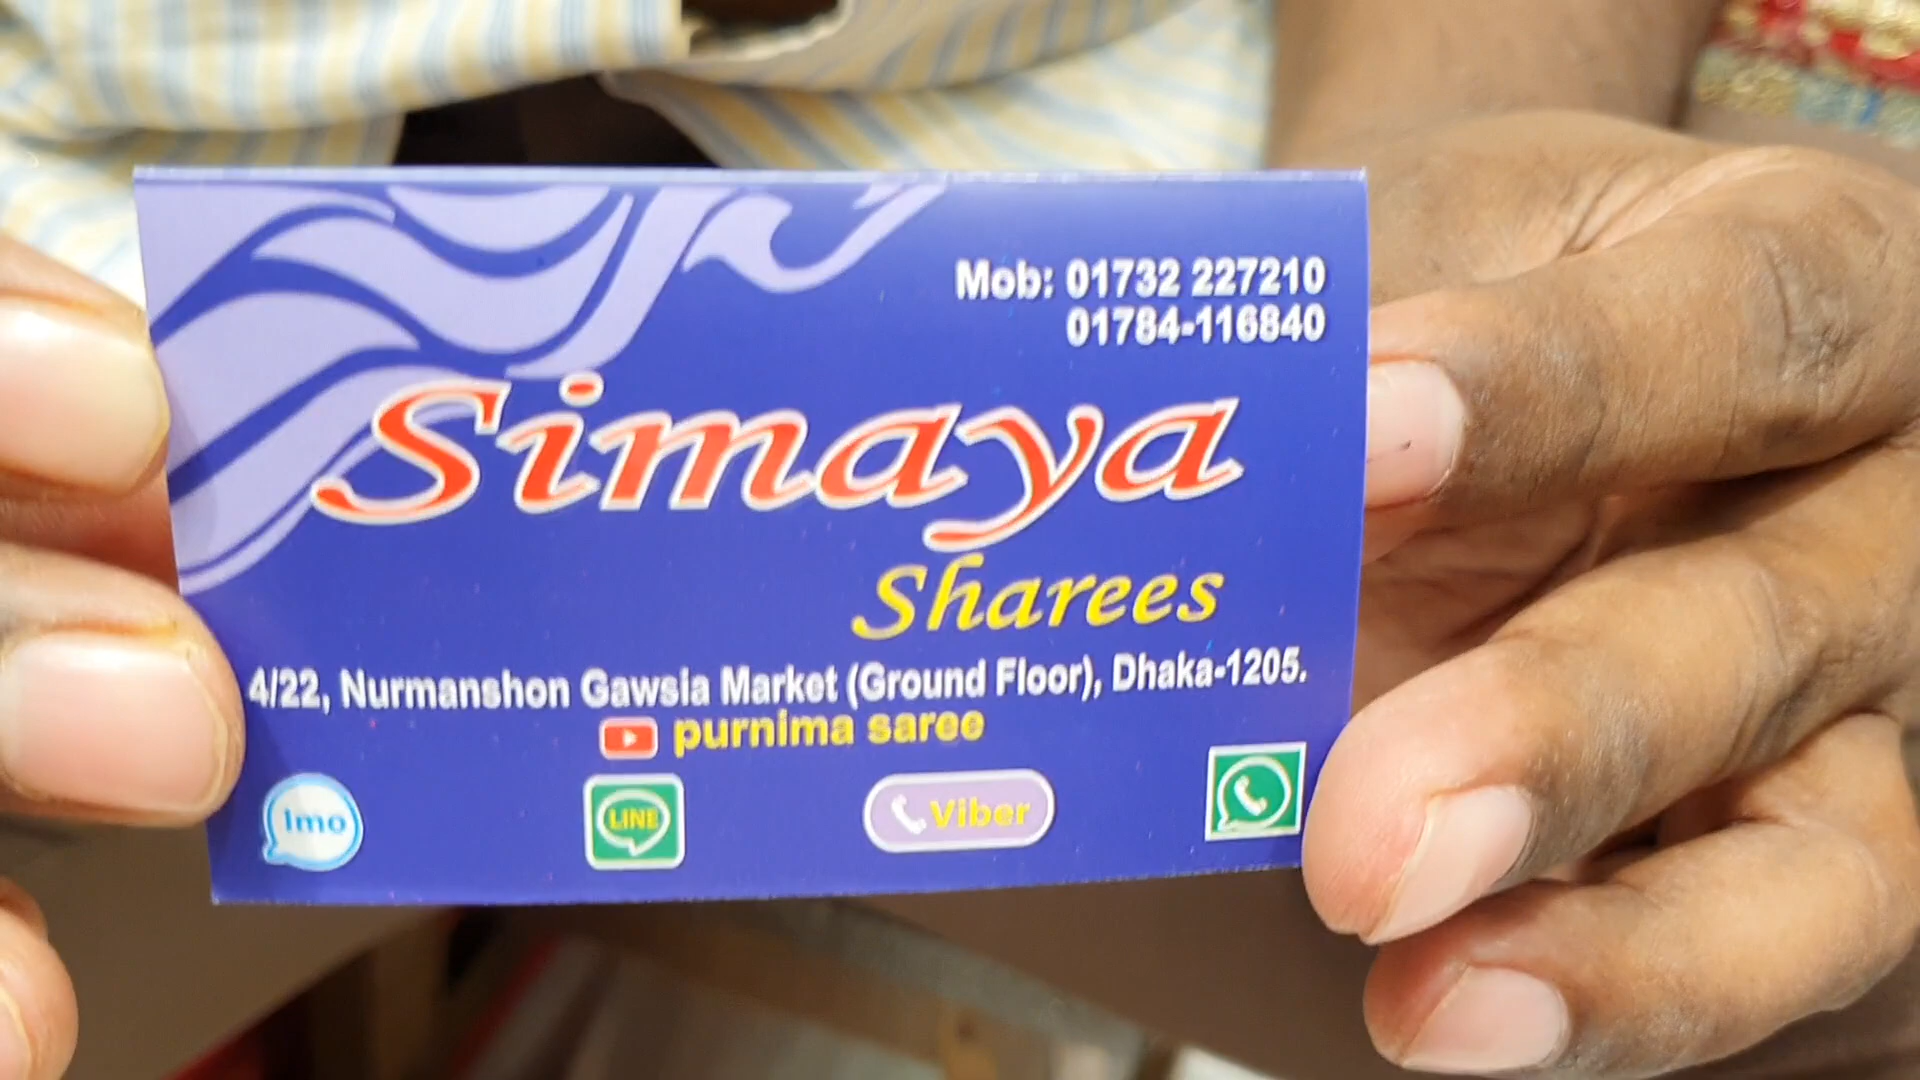 Mob: 01732 227210
01784-116840
Simaya
Sharees
4/22, Nurmanshon Gawsia Market (Ground Floor), Dhaka-1205.
purnima saree
Imo
LINE
Viber